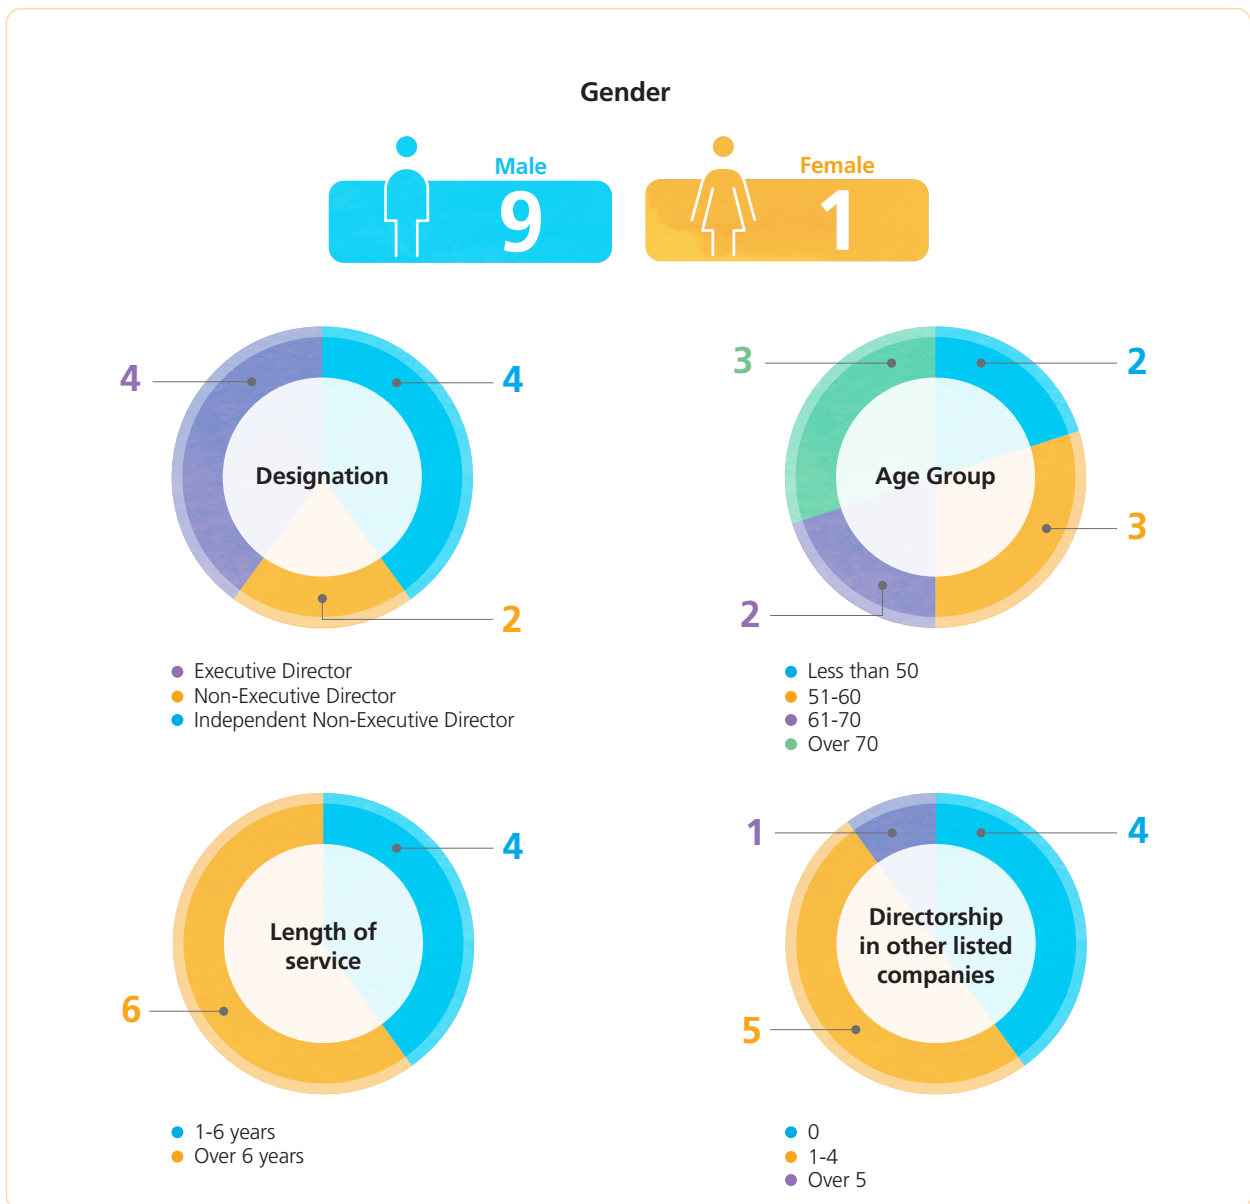 Gender
Male
9
Female
1
4
4
Designation
2
Executive Director
Non-Executive Director
Independent Non-Executive Director
3
2
Age Group
3
2
Less than 50
51-60
61-70
Over 70
4
Length of
service
6
1-6 years
Over 6 years
1
4
Directorship
in other listed
companies
5
0
1-4
Over 5